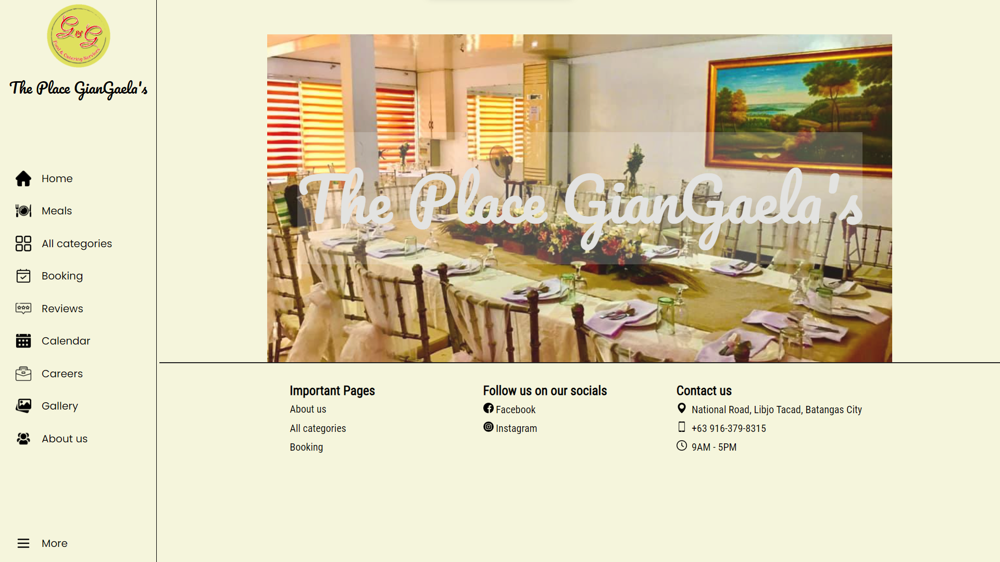 G&G
Food & Catering Services
The Place GianGaela's
Home
Meals
All categories
Booking
Reviews
Calendar
Careers
Gallery
About us
More
The Place GianGaela's
Important Pages
About us
All categories
Booking
Follow us on our socials
Facebook
Instagram
Contact us
National Road, Libjo Tacad, Batangas City
+63 916-379-8315
9AM - 5PM